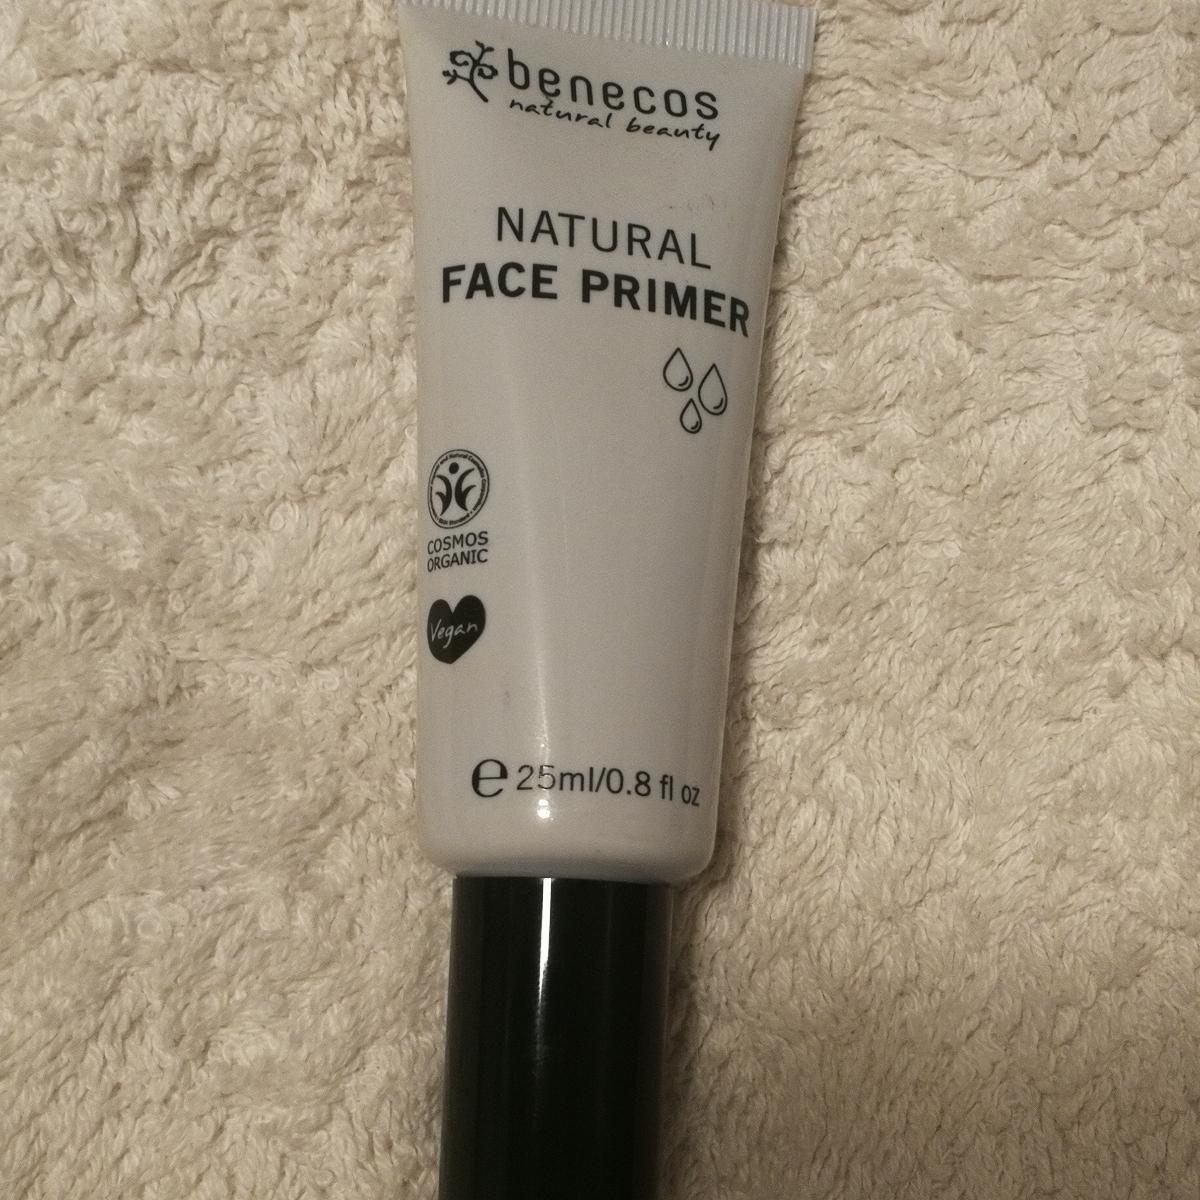 benecos
natural beauty
NATURAL
FACE PRIMER
COSMOS
ORGANIC
Vegan
e 25ml/0.8 fl oz